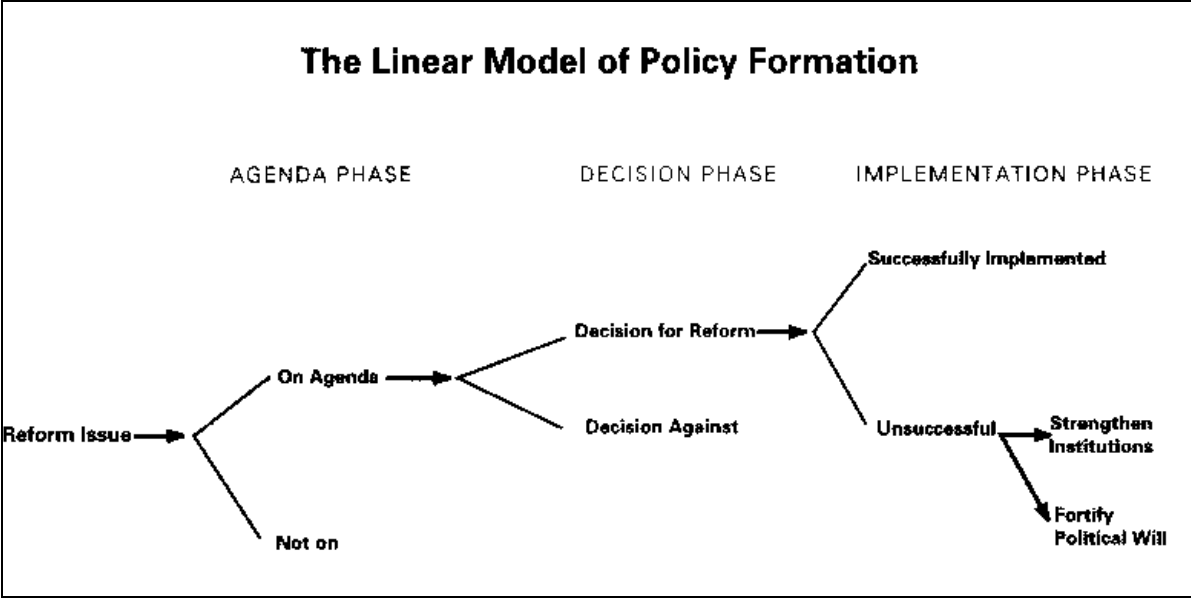 The Linear Model of Policy Formation
AGENDA PHASE
DECISION PHASE
IMPLEMENTATION PHASE
Successfully Implemented
Decision for Reform
On Agenda
Decision Against
Unsuccessful
Strengthen
Institutions
Reform Issue
Fortify
Political Will
Not on